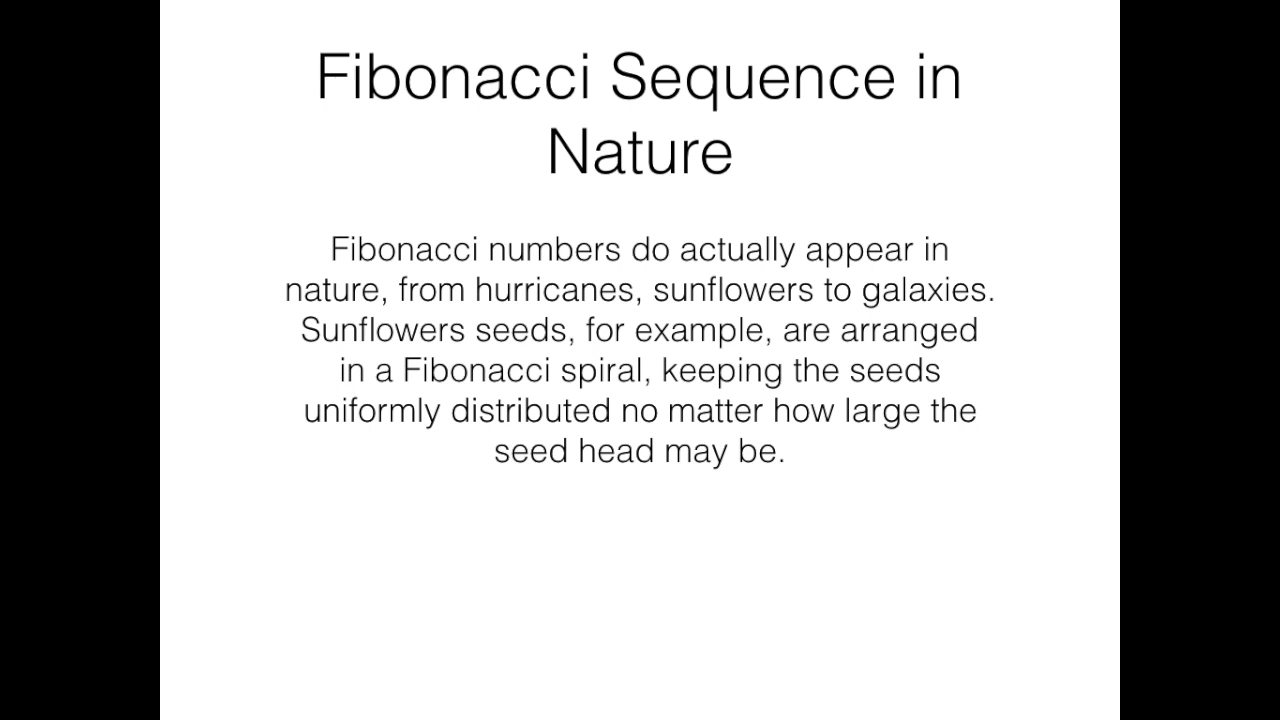 Fibonacci Sequence in
Nature
Fibonacci numbers do actually appear in
nature, from hurricanes, sunflowers to galaxies.
Sunflowers seeds, for example, are arranged
in a Fibonacci spiral, keeping the seeds
uniformly distributed no matter how large the
seed head may be.